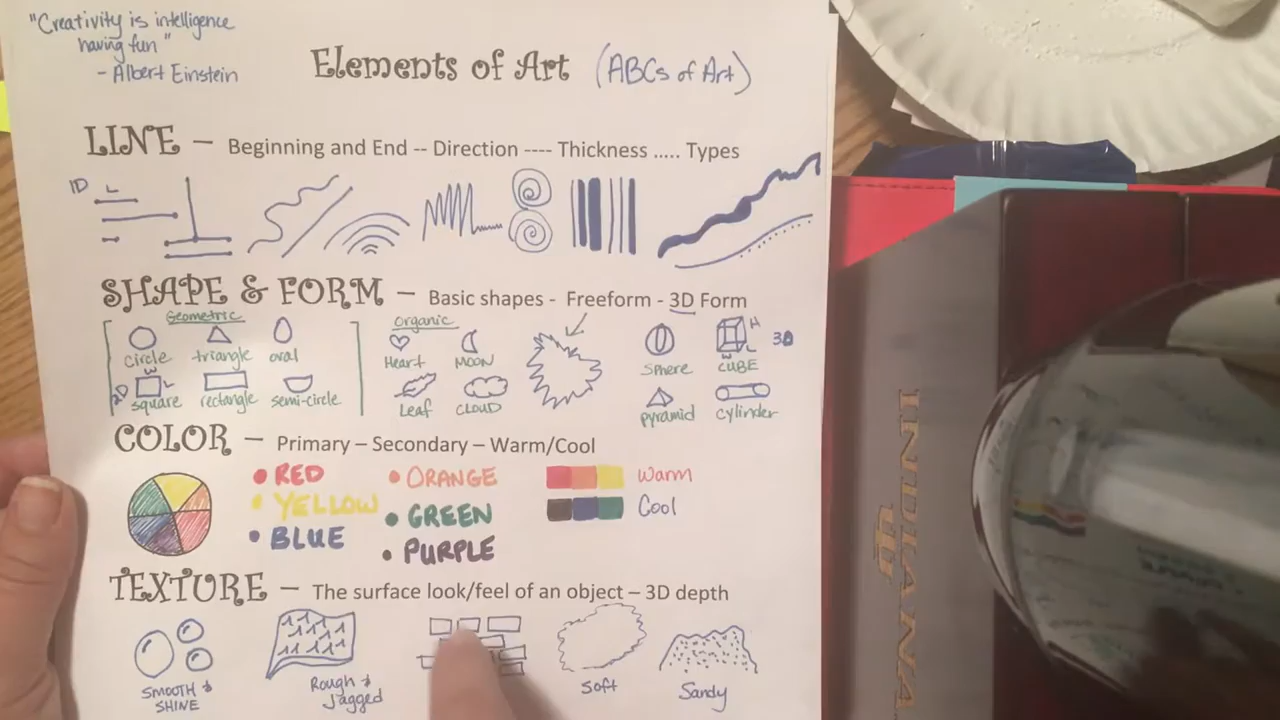 "Creativity is intelligence
having fun"
- Albert Einstein
Elements of Art (ABCs of Art)
LINE – Beginning and End -- Direction ---- Thickness ..... Types
1D L
SHAPE & FORM – Basic shapes - Freeform - 3D Form
Geometric
circle triangle oval
2D W L
square rectangle semi-circle
Organic
Heart MOON
Leaf CLOUD
sphere CUBE
H W L 3D
pyramid cylinder
COLOR – Primary – Secondary – Warm/Cool
• RED • ORANGE Warm
• YELLOW • GREEN Cool
• BLUE • PURPLE
TEXTURE – The surface look/feel of an object – 3D depth
SMOOTH &
SHINE
Rough &
Jagged
Soft
Sandy
INDIANA